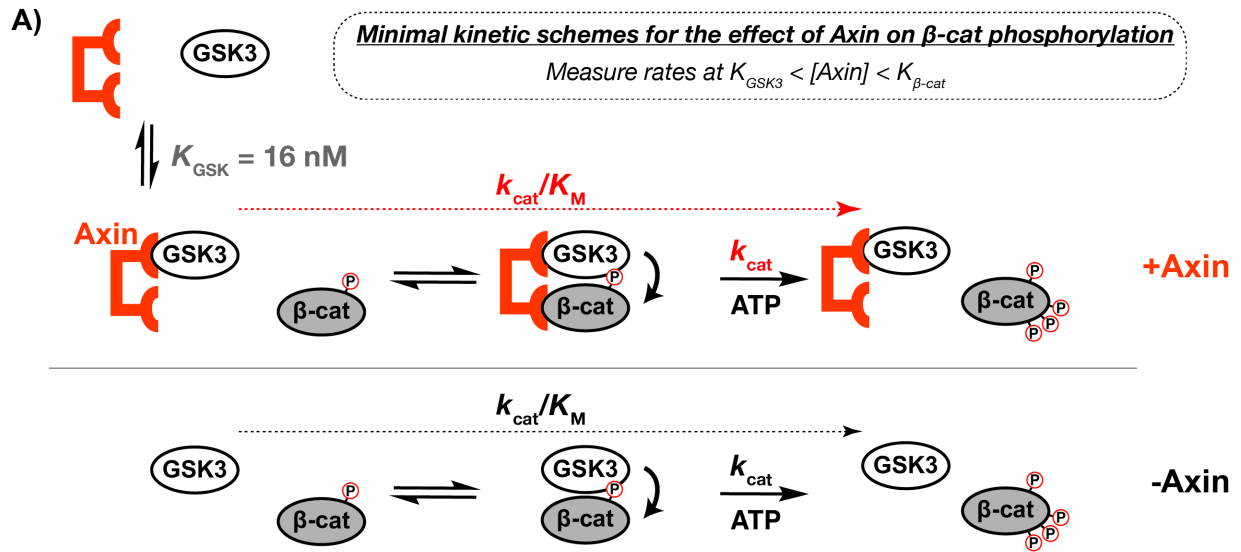 A)
GSK3
Minimal kinetic schemes for the effect of Axin on β-cat phosphorylation
Measure rates at KGSK3 < [Axin] < Kβ-cat
KGSK = 16 nM
kcat/KM
Axin
GSK3
P
β-cat
GSK3
P
β-cat
kcat
ATP
GSK3
P
β-cat
P
P
P
+Axin
kcat/KM
GSK3
P
β-cat
GSK3
P
β-cat
kcat
ATP
GSK3
P
β-cat
P
P
P
-Axin